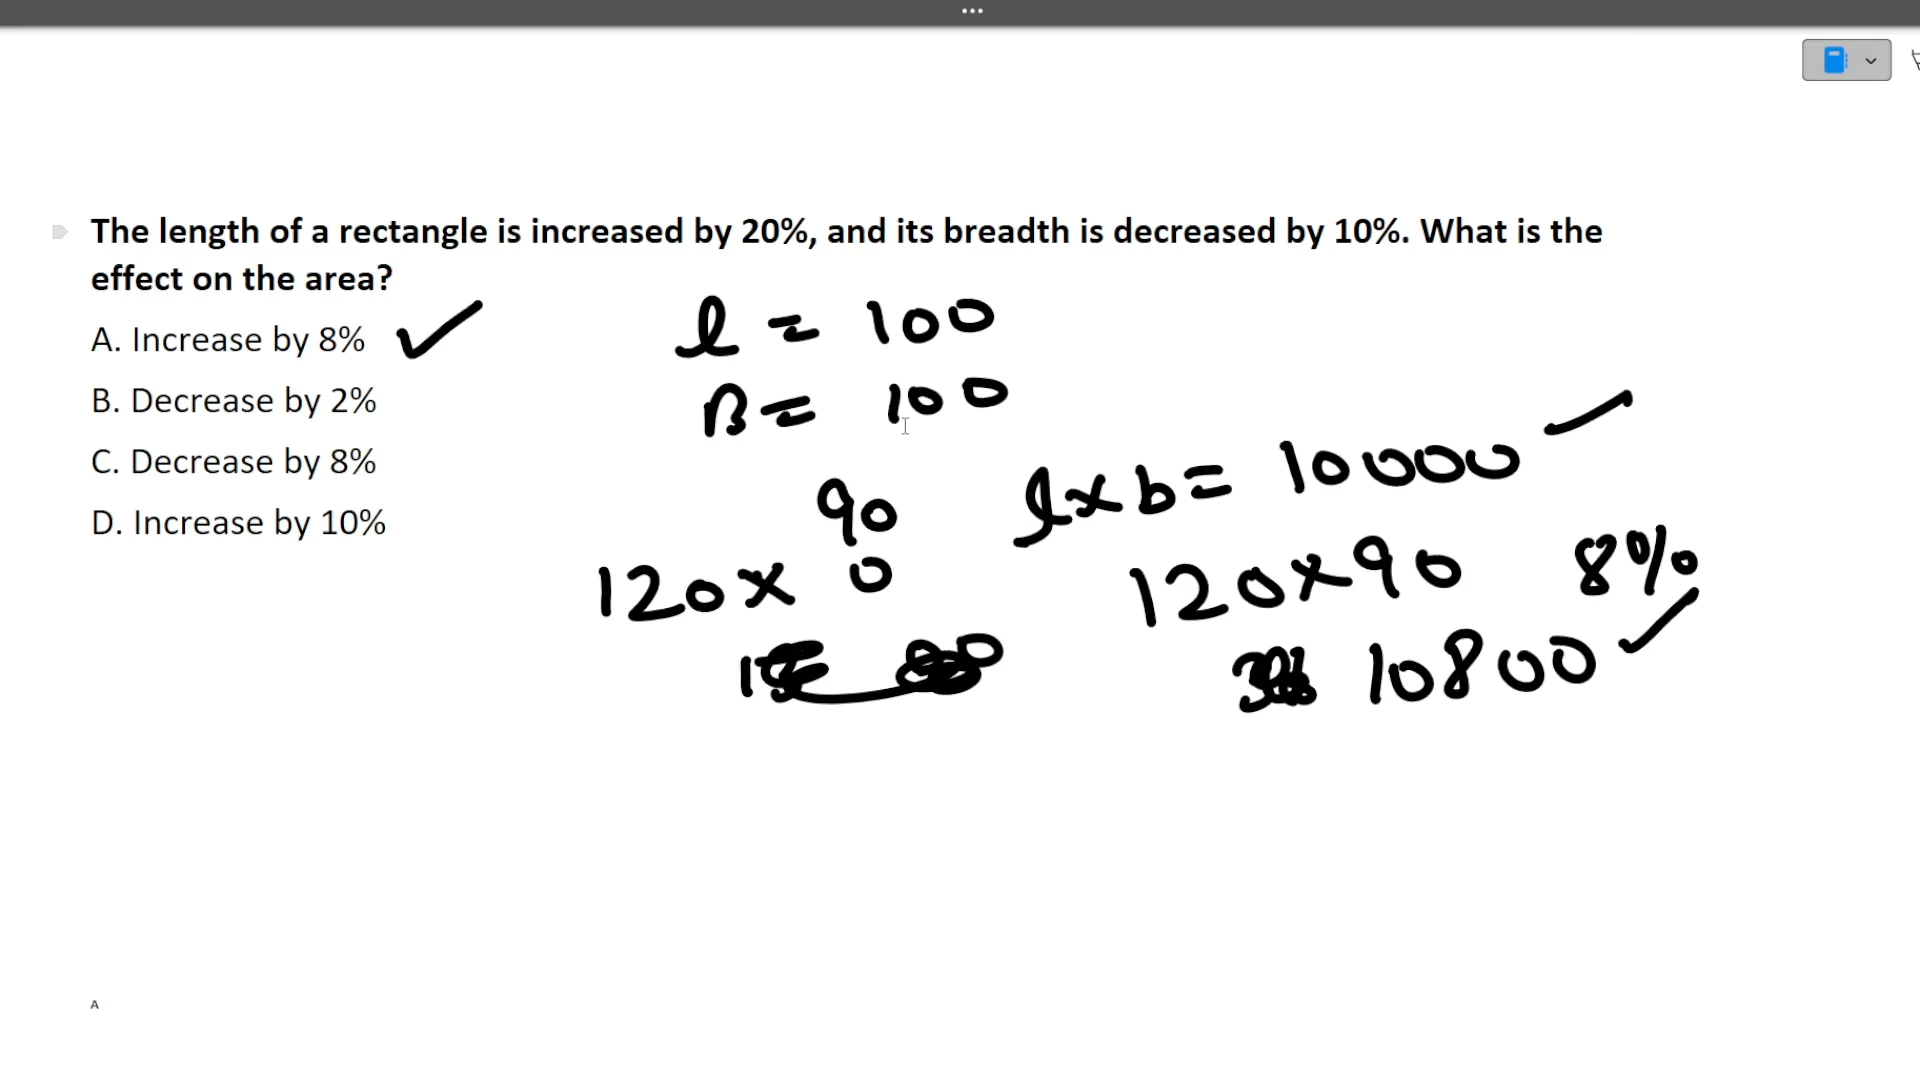 The length of a rectangle is increased by 20%, and its breadth is decreased by 10%. What is the
effect on the area?
A. Increase by 8% ✓
B. Decrease by 2%
C. Decrease by 8%
D. Increase by 10%
l = 100
B = 100
l x b = 10000
90
120 x 0
120 x 90
8%
10800
A